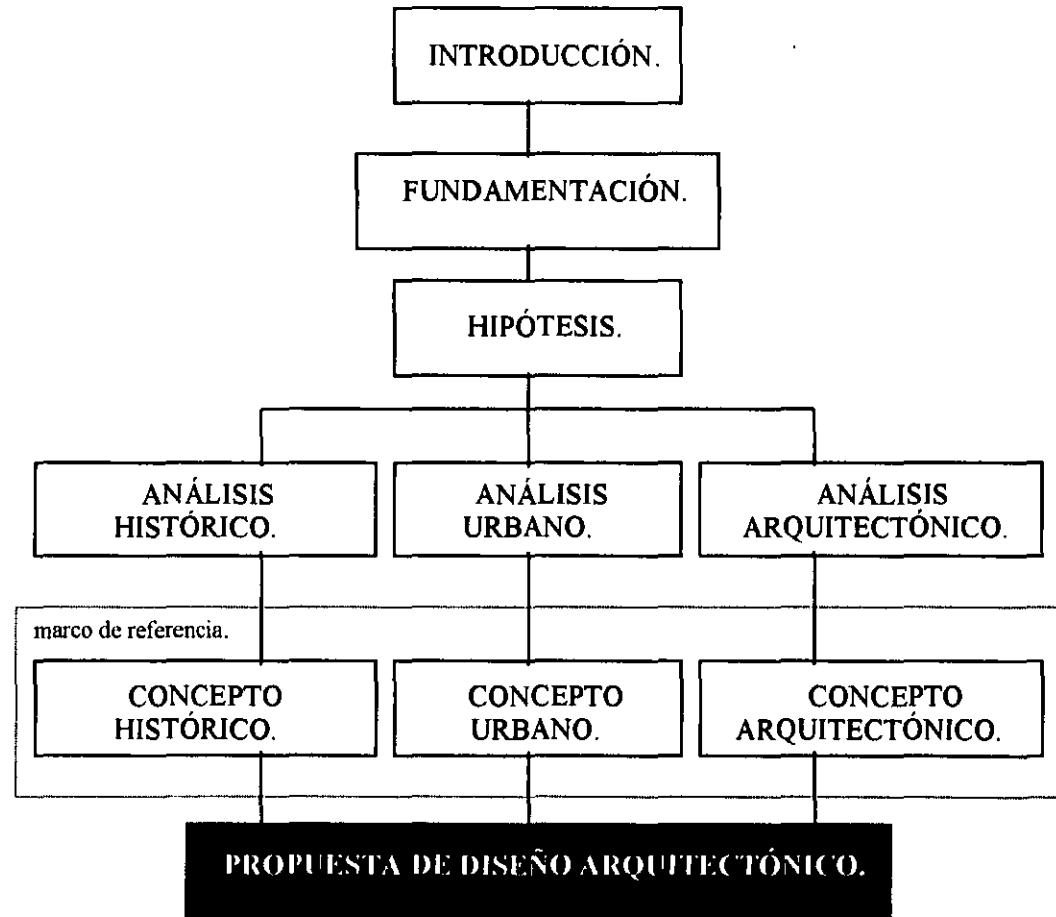 INTRODUCCIÓN.
FUNDAMENTACIÓN.
HIPÓTESIS.
ANÁLISIS
HISTÓRICO.
ANÁLISIS
URBANO.
ANÁLISIS
ARQUITECTÓNICO.
marco de referencia.
CONCEPTO
HISTÓRICO.
CONCEPTO
URBANO.
CONCEPTO
ARQUITECTÓNICO.
PROPUESTA DE DISEÑO ARQUITECTÓNICO.